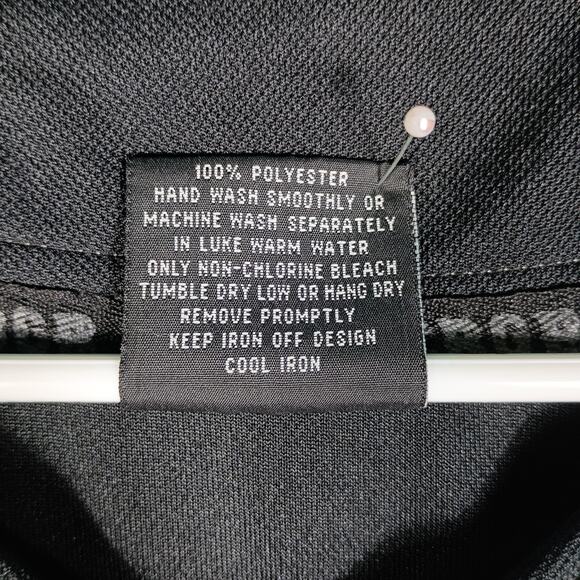 100% POLYESTER
HAND WASH SMOOTHLY OR
MACHINE WASH SEPARATELY
IN LUKE WARM WATER
ONLY NON-CHLORINE BLEACH
TUMBLE DRY LOW OR HANG DRY
REMOVE PROMPTLY
KEEP IRON OFF DESIGN
COOL IRON